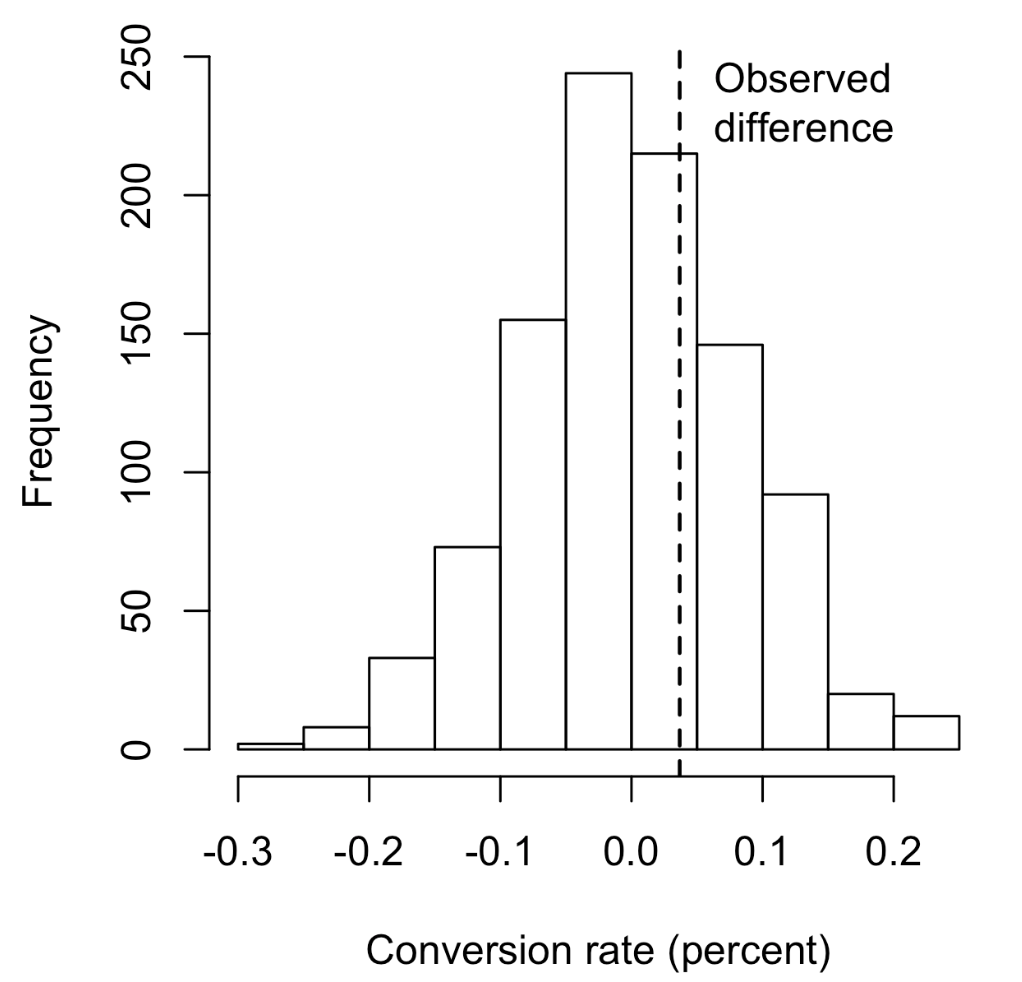 250
200
150
100
50
0
Frequency
Observed
difference
-0.3 -0.2 -0.1 0.0 0.1 0.2
Conversion rate (percent)